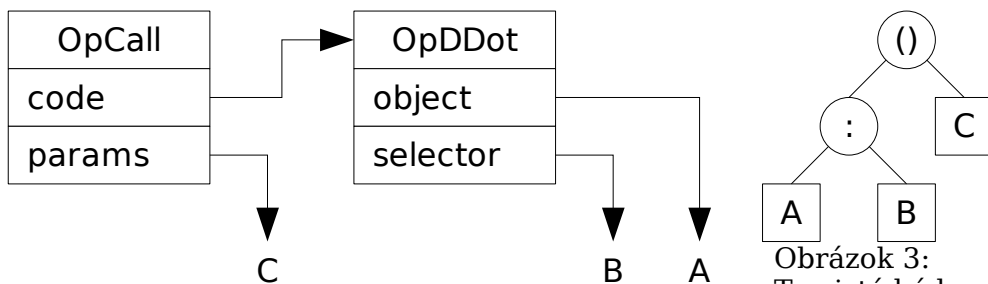 OpCall
code
params
OpDDot
object
selector
C
B
A
()
:
C
A
B
Obrázok 3: